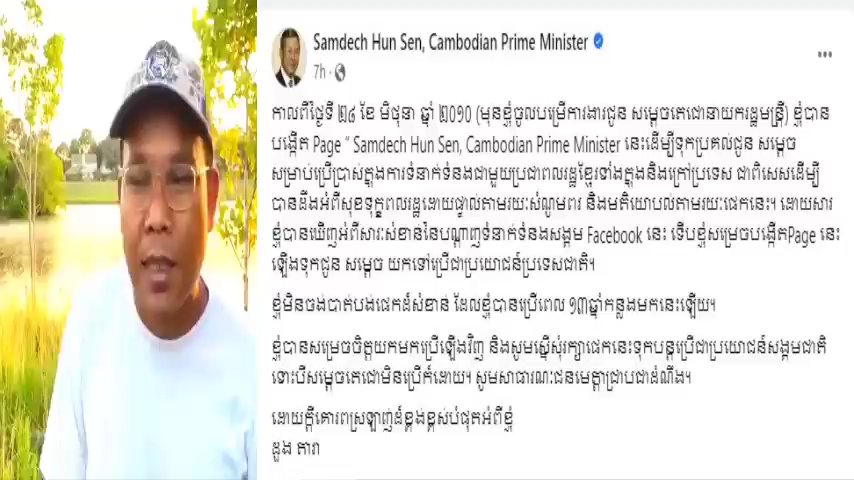 Samdech Hun Sen, Cambodian Prime Minister
7h
កាលពីថ្ងៃទី ២៤ ខែ មិថុនា ឆ្នាំ ២០១០ (មុនខ្ញុំចូលបម្រើការងារជូន សម្តេចតេជោនាយករដ្ឋមន្ត្រី) ខ្ញុំបាន
បង្កើត Page “ Samdech Hun Sen, Cambodian Prime Minister នេះដើម្បីទុកប្រគល់ជូន សម្តេច
សម្រាប់ប្រើប្រាស់ក្នុងការទំនាក់ទំនងជាមួយប្រជាពលរដ្ឋខ្មែរទាំងក្នុងនិងក្រៅប្រទេស ជាពិសេសដើម្បី
បានដឹងអំពីសុខទុក្ខពលរដ្ឋដោយផ្ទាល់តាមរយៈសំណូមពរ និងមតិយោបល់តាមរយៈផេកនេះ។ ដោយសារ
ខ្ញុំបានឃើញអំពីសារៈសំខាន់នៃបណ្តាញទំនាក់ទំនងសង្គម Facebook នេះ ទើបខ្ញុំសម្រេចបង្កើតPage នេះ
ឡើងទុកជូន សម្តេច យកទៅប្រើជាប្រយោជន៍ប្រទេសជាតិ។
ខ្ញុំមិនចង់បាត់បង់ផេកដ៏សំខាន់ ដែលខ្ញុំបានប្រើពេល ១៣ឆ្នាំកន្លងមកនេះឡើយ។
ខ្ញុំបានសម្រេចចិត្តយកមកប្រើឡើងវិញ និងសូមស្នើសុំរក្សាផេកនេះទុកបន្តប្រើជាប្រយោជន៍សង្គមជាតិ
ទោះបីសម្តេចតេជោមិនប្រើក៏ដោយ។ សូមសាធារណៈជនមេត្តាជ្រាបជាដំណឹង។
ដោយក្តីគោរពស្រឡាញ់ដ៏ខ្ពង់ខ្ពស់បំផុតអំពីខ្ញុំ
ដួង តារា